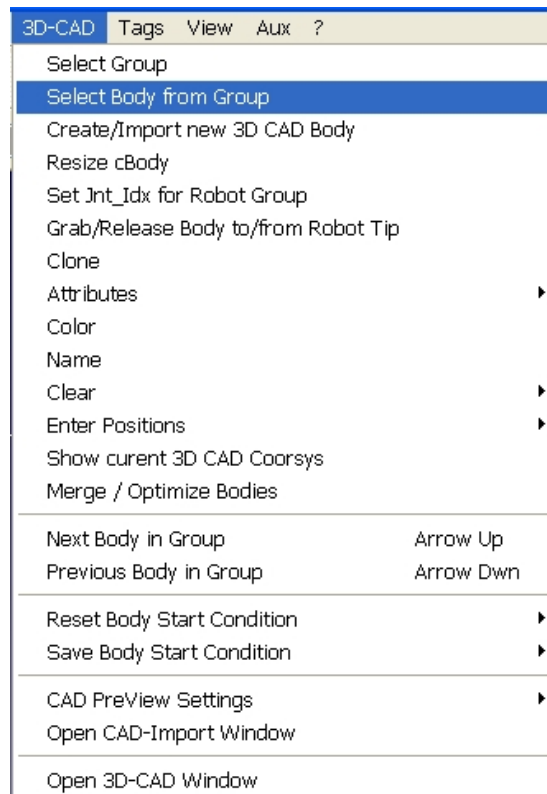 3D-CAD Tags View Aux ?
Select Group
Select Body from Group
Create/Import new 3D CAD Body
Resize cBody
Set Jnt_Idx for Robot Group
Grab/Release Body to/from Robot Tip
Clone
Attributes
Color
Name
Clear
Enter Positions
Show curent 3D CAD Coorsys
Merge / Optimize Bodies
Next Body in Group Arrow Up
Previous Body in Group Arrow Dwn
Reset Body Start Condition
Save Body Start Condition
CAD PreView Settings
Open CAD-Import Window
Open 3D-CAD Window